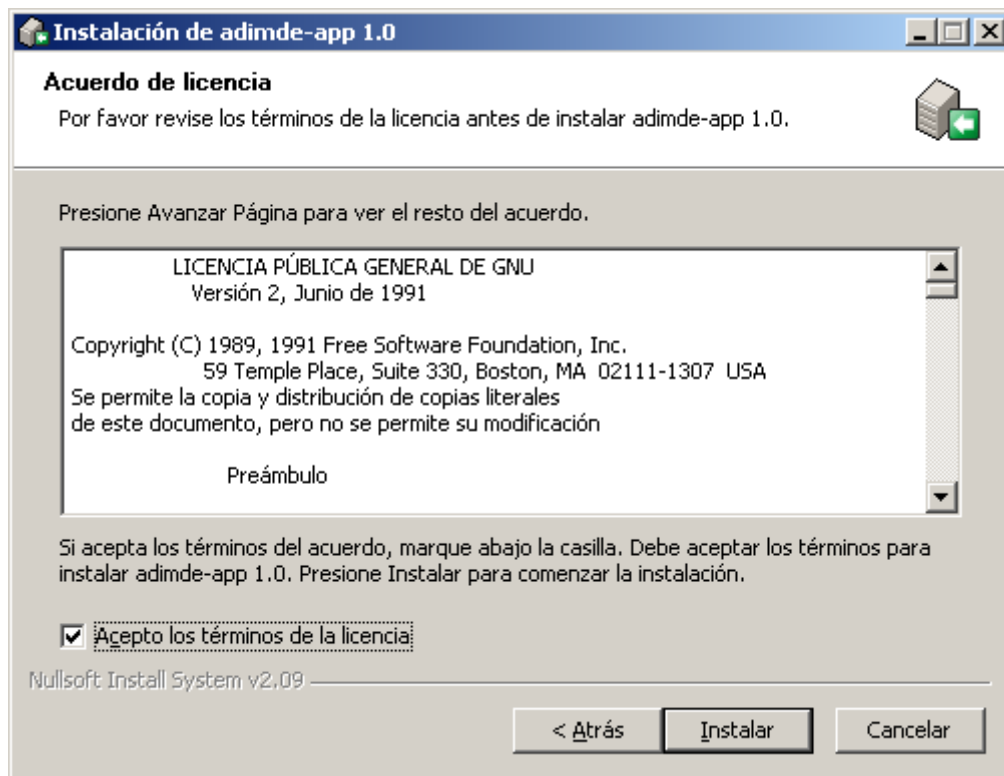 Instalación de adimde-app 1.0
Acuerdo de licencia
Por favor revise los términos de la licencia antes de instalar adimde-app 1.0.
Presione Avanzar Página para ver el resto del acuerdo.
LICENCIA PÚBLICA GENERAL DE GNU
Versión 2, Junio de 1991
Copyright (C) 1989, 1991 Free Software Foundation, Inc.
59 Temple Place, Suite 330, Boston, MA  02111-1307  USA
Se permite la copia y distribución de copias literales
de este documento, pero no se permite su modificación
Preámbulo
Si acepta los términos del acuerdo, marque abajo la casilla. Debe aceptar los términos para
instalar adimde-app 1.0. Presione Instalar para comenzar la instalación.
Acepto los términos de la licencia
Nullsoft Install System v2.09
< Atrás Instalar Cancelar